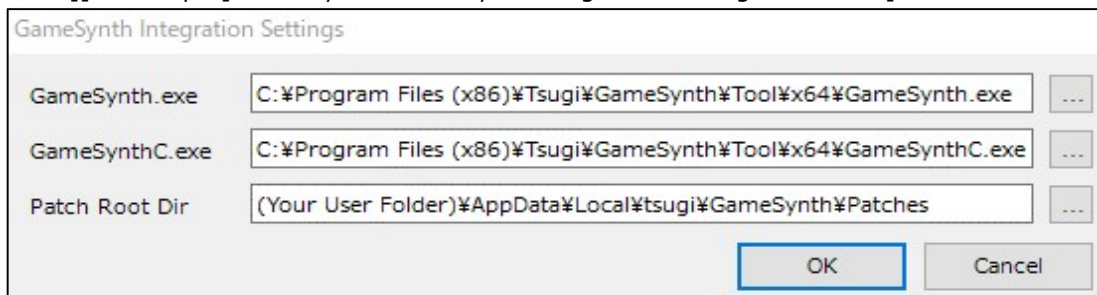 GameSynth Integration Settings
GameSynth.exe C:¥Program Files (x86)¥Tsugi¥GameSynth¥Tool¥x64¥GameSynth.exe ...
GameSynthC.exe C:¥Program Files (x86)¥Tsugi¥GameSynth¥Tool¥x64¥GameSynthC.exe ...
Patch Root Dir (Your User Folder)¥AppData¥Local¥tsugi¥GameSynth¥Patches ...
OK Cancel